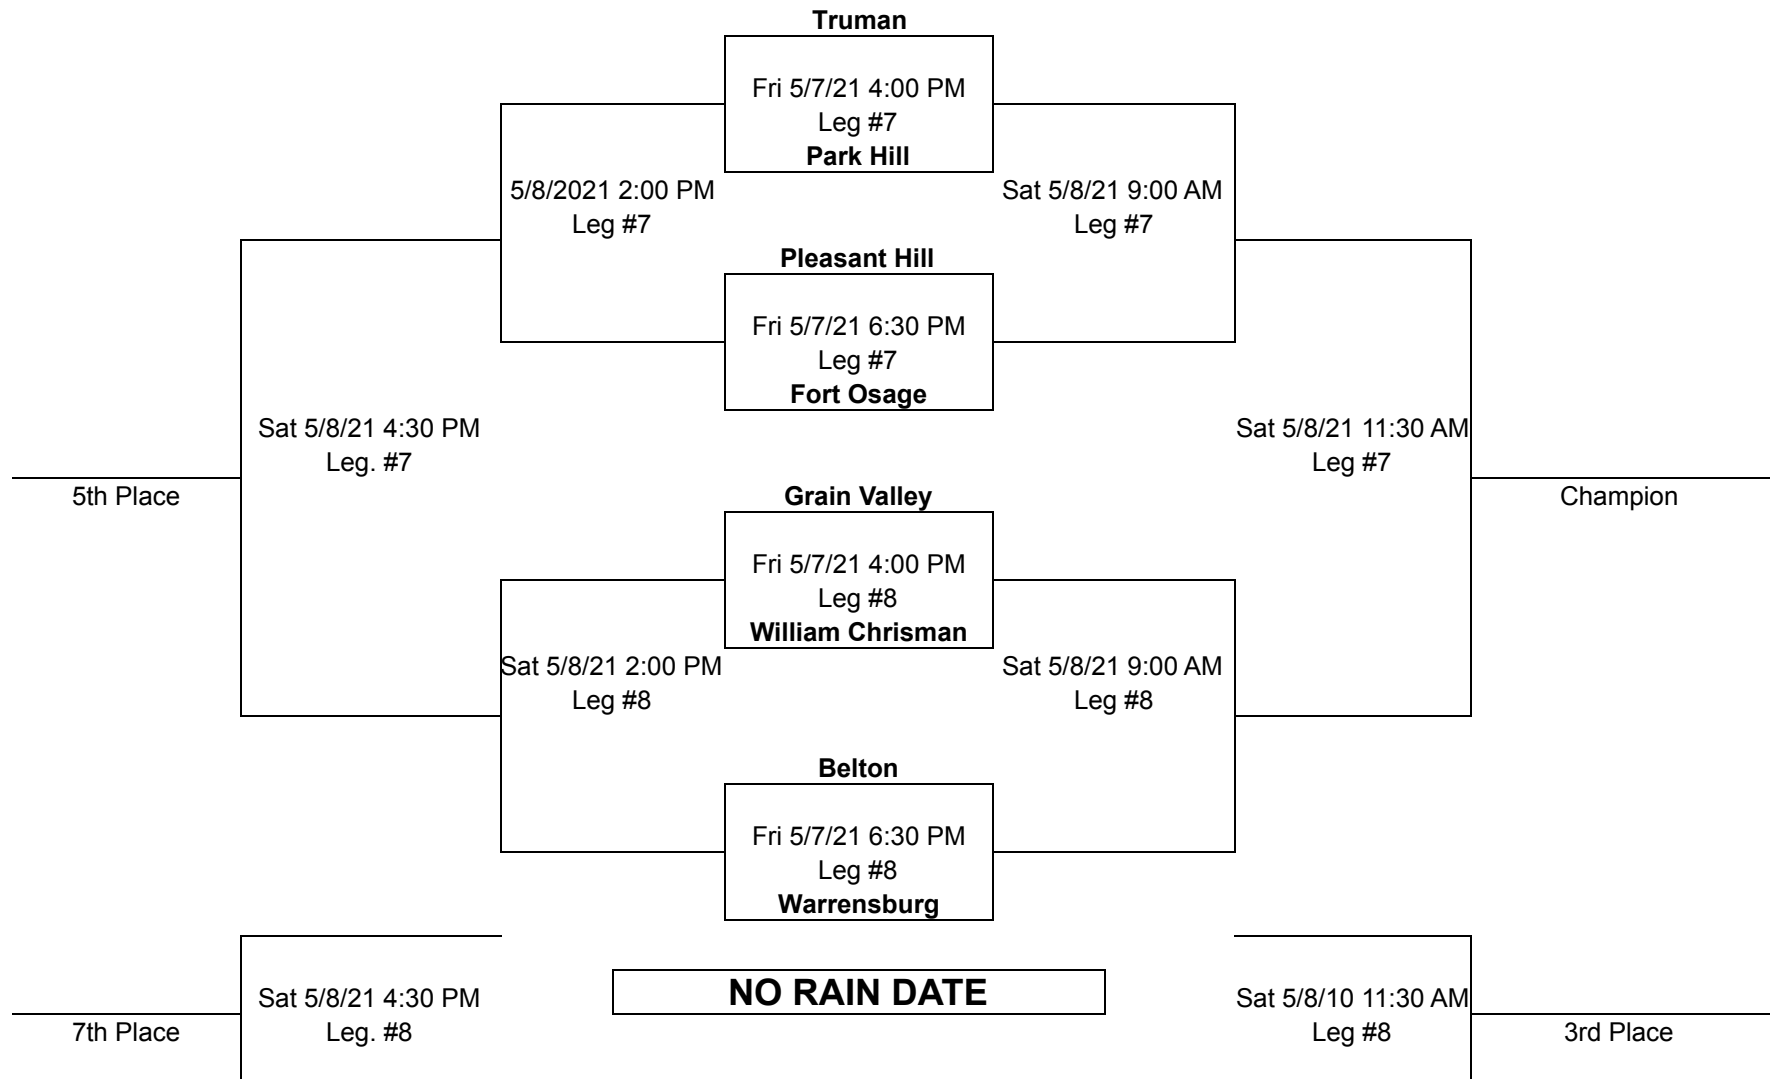 Truman
Fri 5/7/21 4:00 PM
Leg #7
Park Hill
5/8/2021 2:00 PM
Leg #7
Sat 5/8/21 9:00 AM
Leg #7
Pleasant Hill
Fri 5/7/21 6:30 PM
Leg #7
Fort Osage
Sat 5/8/21 4:30 PM
Leg. #7
Sat 5/8/21 11:30 AM
Leg #7
5th Place
Champion
Grain Valley
Fri 5/7/21 4:00 PM
Leg #8
William Chrisman
Sat 5/8/21 2:00 PM
Leg #8
Sat 5/8/21 9:00 AM
Leg #8
Belton
Fri 5/7/21 6:30 PM
Leg #8
Warrensburg
NO RAIN DATE
Sat 5/8/21 4:30 PM
Leg. #8
7th Place
Sat 5/8/10 11:30 AM
Leg #8
3rd Place